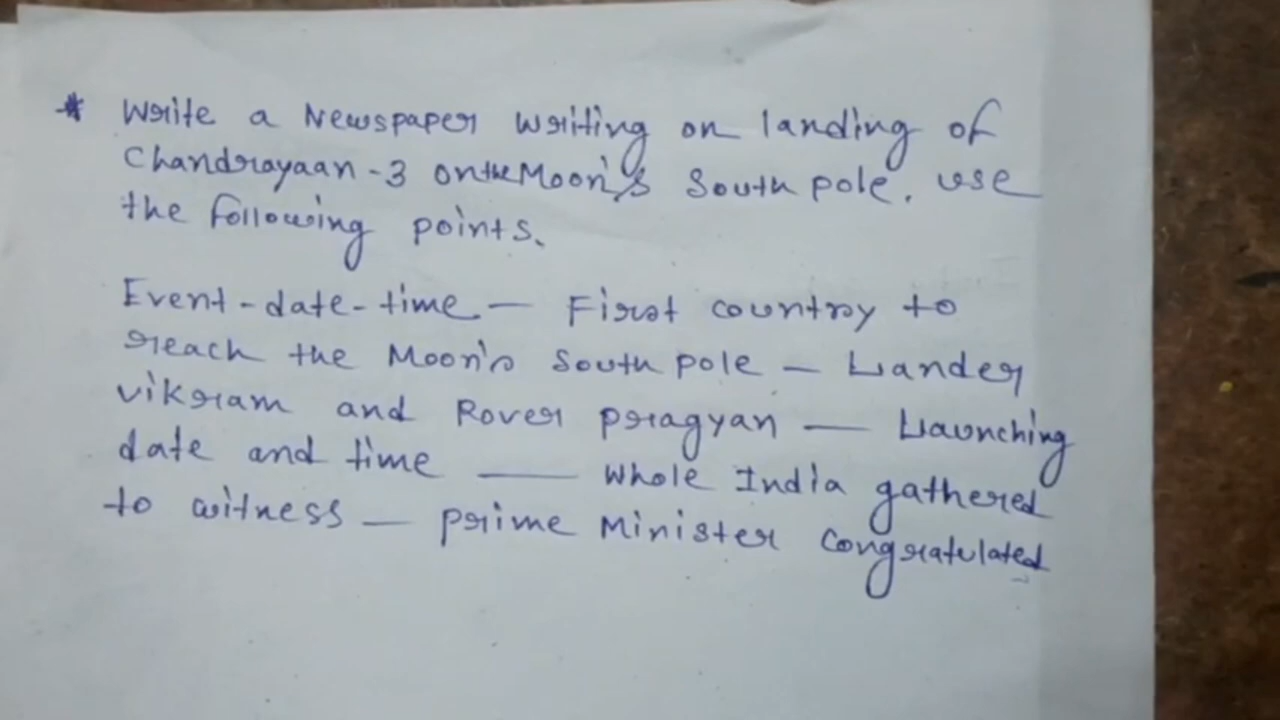 * Write a Newspaper writing on landing of
Chandrayaan-3 on the Moon's South pole. use
the following points.
Event-date-time — First country to
reach the Moon's South pole — Lander
vikram and Rover pragyan — Launching
date and time — Whole India gathered
to witness — prime Minister congratulated